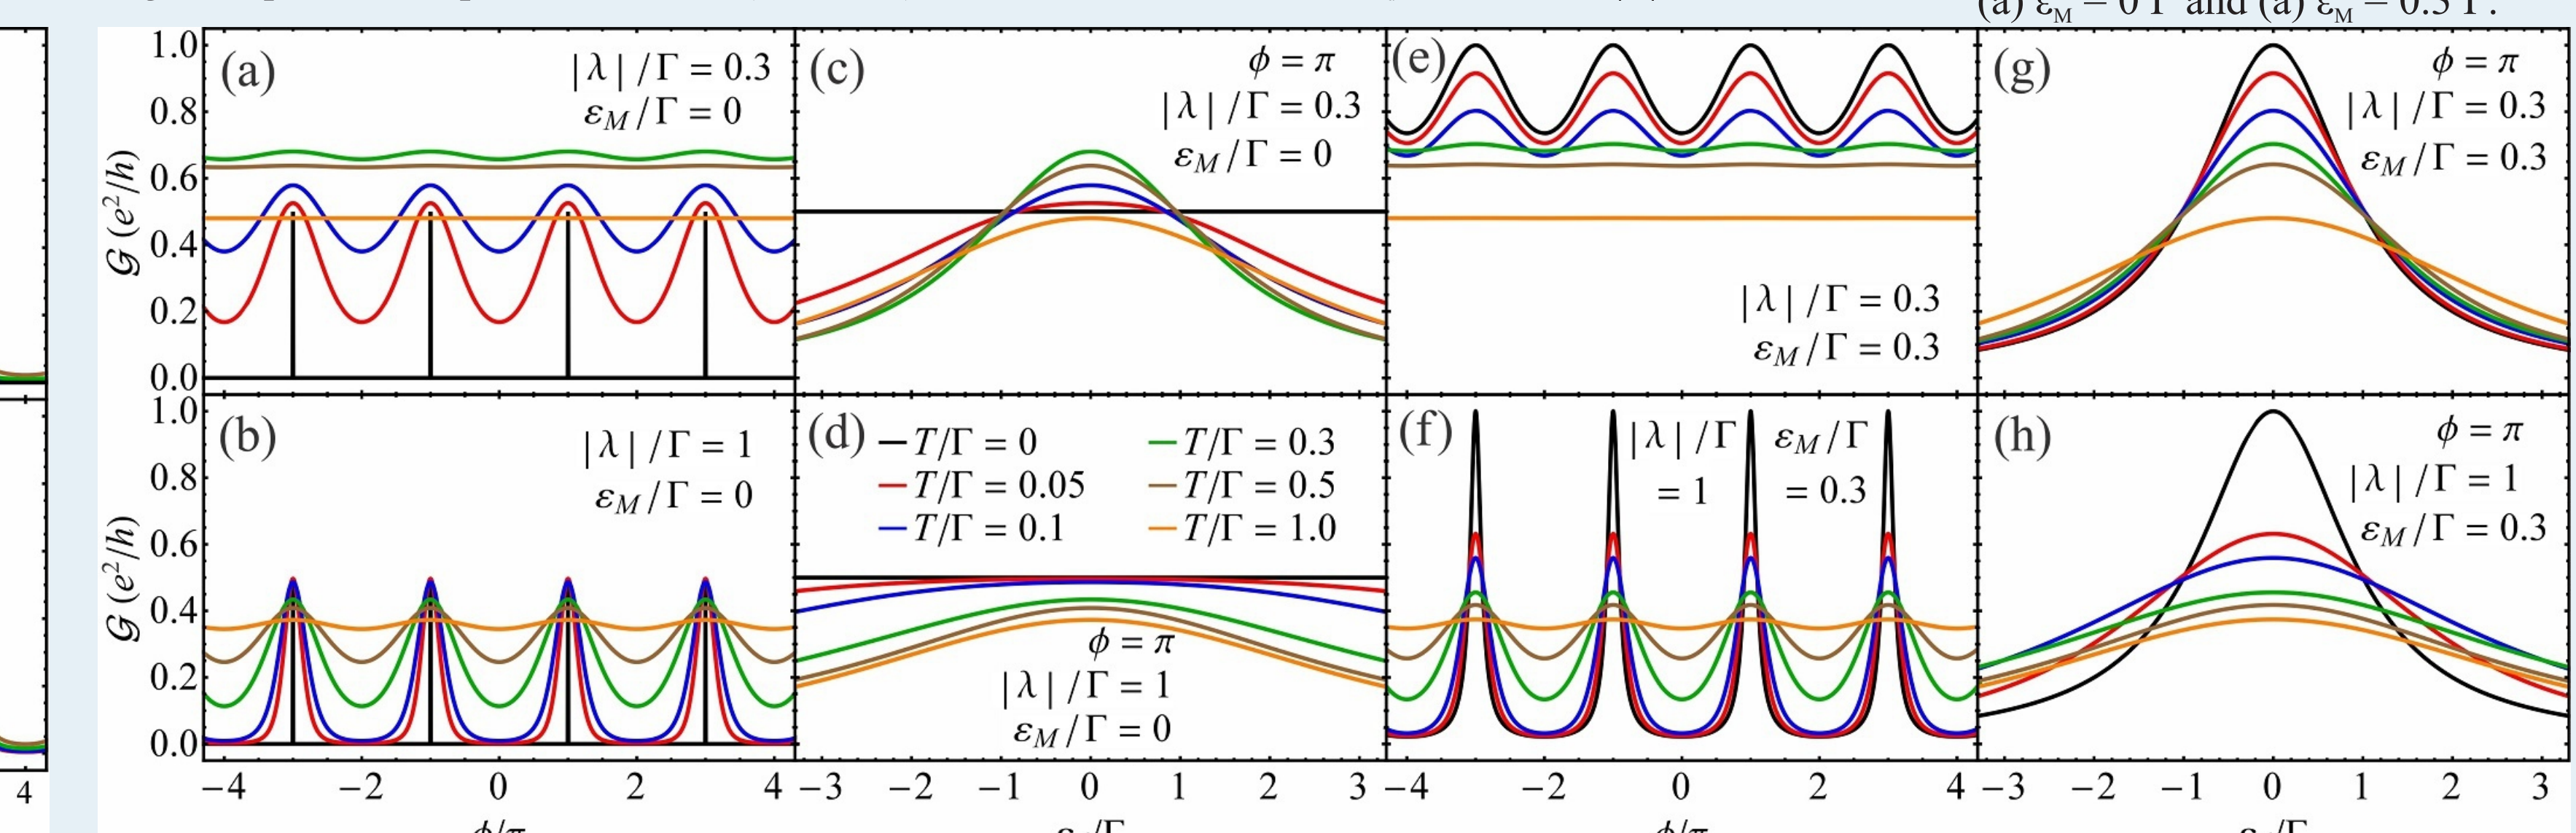 (a) ε_M = 0 Γ and (a) ε_M = 0.3 Γ.
(a)
|λ|/Γ = 0.3
ε_M/Γ = 0
(c)
ϕ = π
|λ|/Γ = 0.3
ε_M/Γ = 0
(e)
|λ|/Γ = 0.3
ε_M/Γ = 0.3
(g)
ϕ = π
|λ|/Γ = 0.3
ε_M/Γ = 0.3
1.0
0.8
0.6
0.4
0.2
0.0
𝒢 (e²/h)
(b)
|λ|/Γ = 1
ε_M/Γ = 0
(d)
T/Γ = 0
T/Γ = 0.05
T/Γ = 0.1
T/Γ = 0.3
T/Γ = 0.5
T/Γ = 1.0
ϕ = π
|λ|/Γ = 1
ε_M/Γ = 0
(f)
|λ|/Γ
= 1
ε_M/Γ
= 0.3
(h)
ϕ = π
|λ|/Γ = 1
ε_M/Γ = 0.3
1.0
0.8
0.6
0.4
0.2
0.0
𝒢 (e²/h)
4
−4 −2 0 2 4
−3 −2 −1 0 1 2 3
−4 −2 0 2 4
−3 −2 −1 0 1 2 3
ϕ/π
/Γ
ϕ/π
/Γ